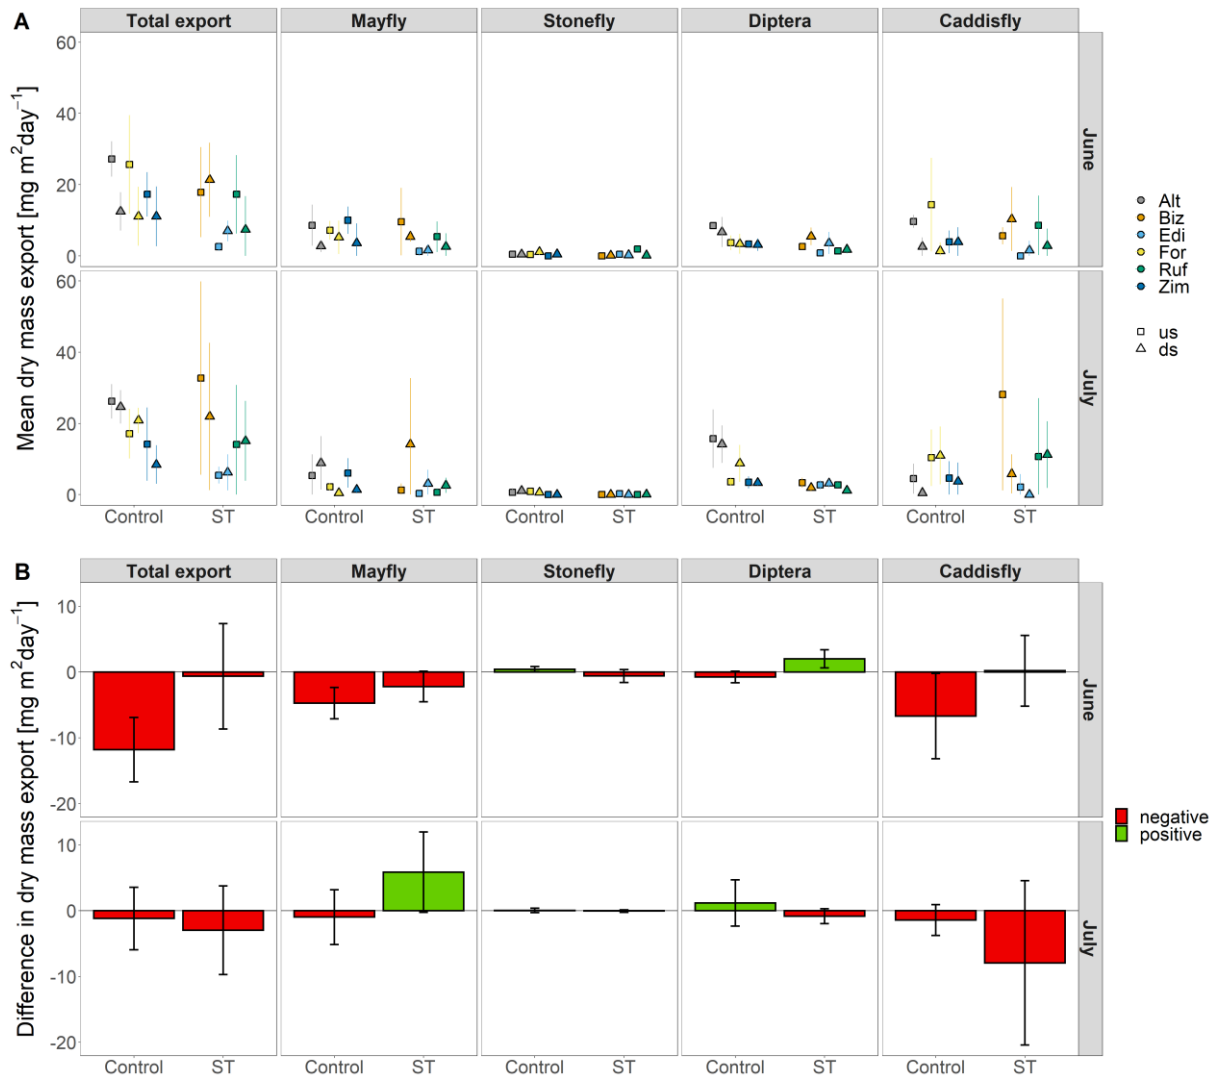 A
Total export Mayfly Stonefly Diptera Caddisfly
Mean dry mass export [mg m²day⁻¹]
60
40
20
0
June
60
40
20
0
July
Control ST Control ST Control ST Control ST Control ST
Alt
Biz
Edi
For
Ruf
Zim
us
ds
B
Total export Mayfly Stonefly Diptera Caddisfly
Difference in dry mass export [mg m²day⁻¹]
10
0
-10
-20
June
10
0
-10
-20
July
Control ST Control ST Control ST Control ST Control ST
negative
positive